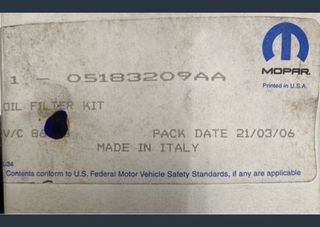 MOPAR
Printed in U.S.A.
1 - 05183209AA
OIL FILTER KIT
V/C 86
PACK DATE 21/03/06
MADE IN ITALY
Contents conform to U.S. Federal Motor Vehicle Safety Standards, if any are applicable